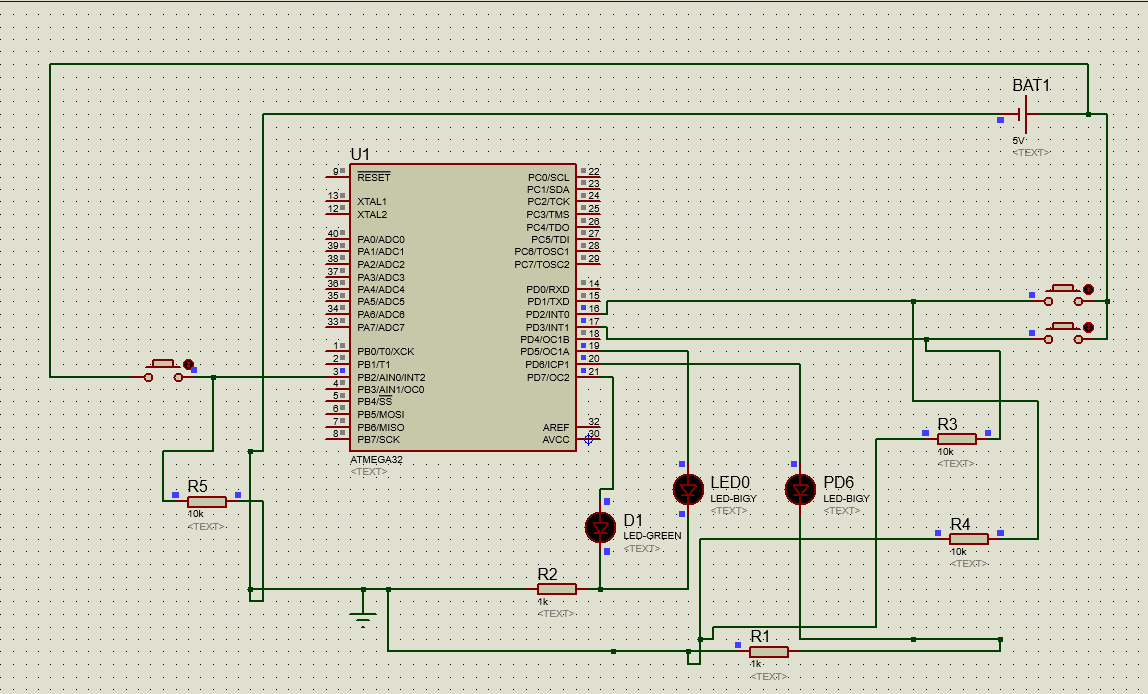 BAT1
5V
<TEXT>
U1
9 RESET PC0/SCL 22
PC1/SDA 23
13 XTAL1 PC2/TCK 24
12 XTAL2 PC3/TMS 25
PC4/TDO 26
40 PA0/ADC0 PC5/TDI 27
39 PA1/ADC1 PC6/TOSC1 28
38 PA2/ADC2 PC7/TOSC2 29
37 PA3/ADC3
36 PA4/ADC4 PD0/RXD 14
35 PA5/ADC5 PD1/TXD 15
34 PA6/ADC6 PD2/INT0 16
33 PA7/ADC7 PD3/INT1 17
PD4/OC1B 18
1 PB0/T0/XCK PD5/OC1A 19
2 PB1/T1 PD6/ICP1 20
3 PB2/AIN0/INT2 PD7/OC2 21
4 PB3/AIN1/OC0
5 PB4/SS
6 PB5/MOSI
7 PB6/MISO AREF 32
8 PB7/SCK AVCC 30
ATMEGA32
<TEXT>
R3
10k
<TEXT>
R5
10k
<TEXT>
LED0
LED-BIGY
<TEXT>
PD6
LED-BIGY
<TEXT>
D1
LED-GREEN
<TEXT>
R4
10k
<TEXT>
R2
1k
<TEXT>
R1
1k
<TEXT>